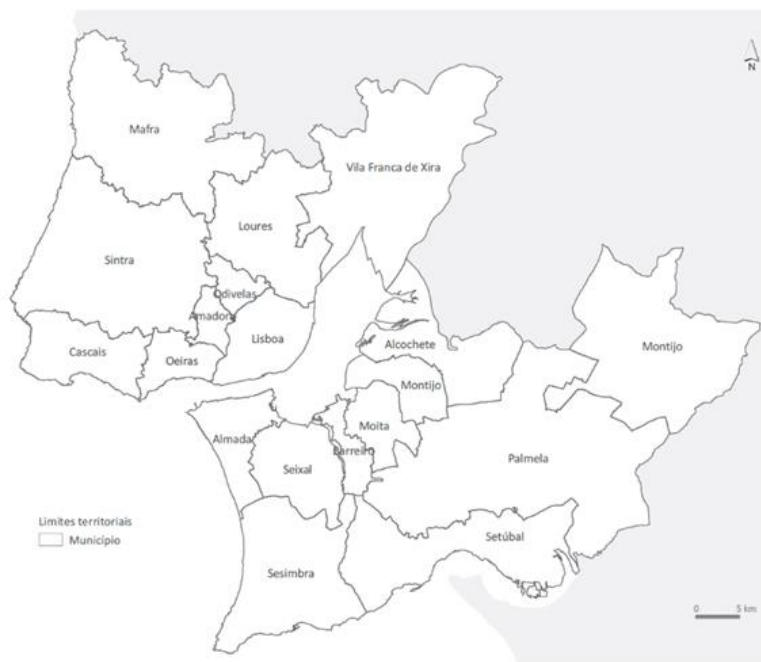 N
Mafra
Vila Franca de Xira
Loures
Sintra
Odivelas
Amadora
Lisboa
Cascais
Oeiras
Alcochete
Montijo
Montijo
Moita
Almada
Barreiro
Seixal
Palmela
Setúbal
Sesimbra
Limites territoriais
Município
0 5 km